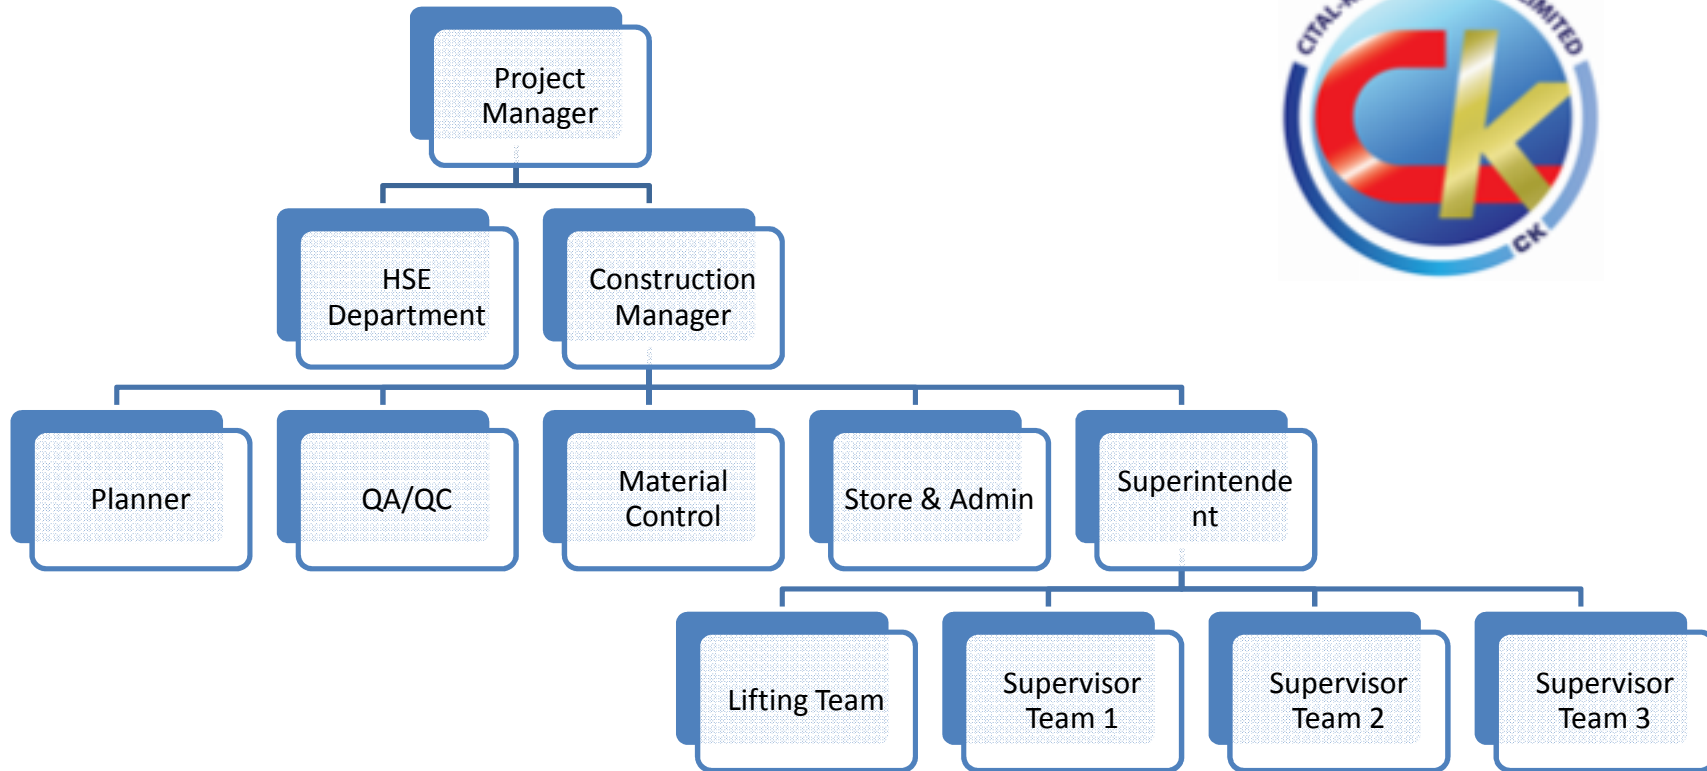 Project
Manager
HSE
Department
Construction
Manager
Planner
QA/QC
Material
Control
Store & Admin
Superintende
nt
Lifting Team
Supervisor
Team 1
Supervisor
Team 2
Supervisor
Team 3
CK
CK